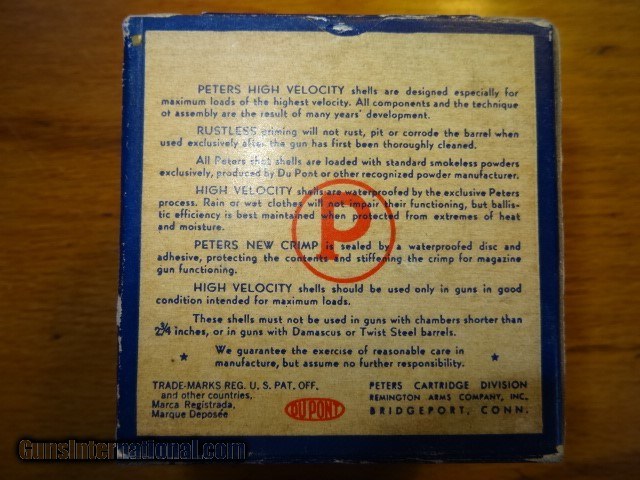 PETERS HIGH VELOCITY shells are designed especially for
maximum loads of the highest velocity. All components and the technique
of assembly are the result of many years' development.
RUSTLESS priming will not rust, pit or corrode the barrel when
used exclusively after the gun has first been thoroughly cleaned.
All Peters shot shells are loaded with standard smokeless powders
exclusively, produced by Du Pont or other recognized powder manufacturer.
HIGH VELOCITY shells are waterproofed by the exclusive Peters
process. Rain or wet clothes will not impair their functioning, but ballis-
tic efficiency is best maintained when protected from extremes of heat
and moisture.
P
PETERS NEW CRIMP is sealed by a waterproofed disc and
adhesive, protecting the contents and stiffening the crimp for magazine
gun functioning.
HIGH VELOCITY shells should be used only in guns in good
condition intended for maximum loads.
These shells must not be used in guns with chambers shorter than
2¾ inches, or in guns with Damascus or Twist Steel barrels.
★ We guarantee the exercise of reasonable care in ★
manufacture, but assume no further responsibility.
TRADE-MARKS REG. U. S. PAT. OFF.
and other countries.
Marca Registrada,
Marque Deposée
DU PONT
PETERS CARTRIDGE DIVISION
REMINGTON ARMS COMPANY, INC.
BRIDGEPORT, CONN.
GunsInternational.com